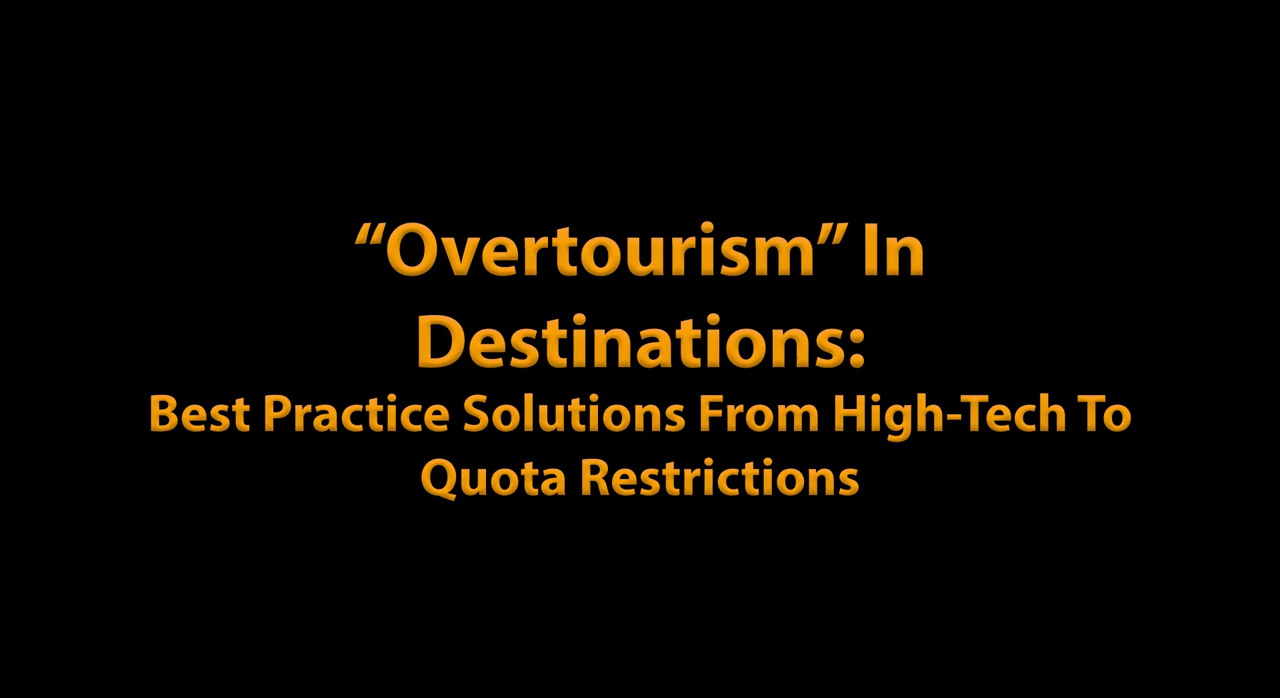 “Overtourism” In
Destinations:
Best Practice Solutions From High-Tech To
Quota Restrictions